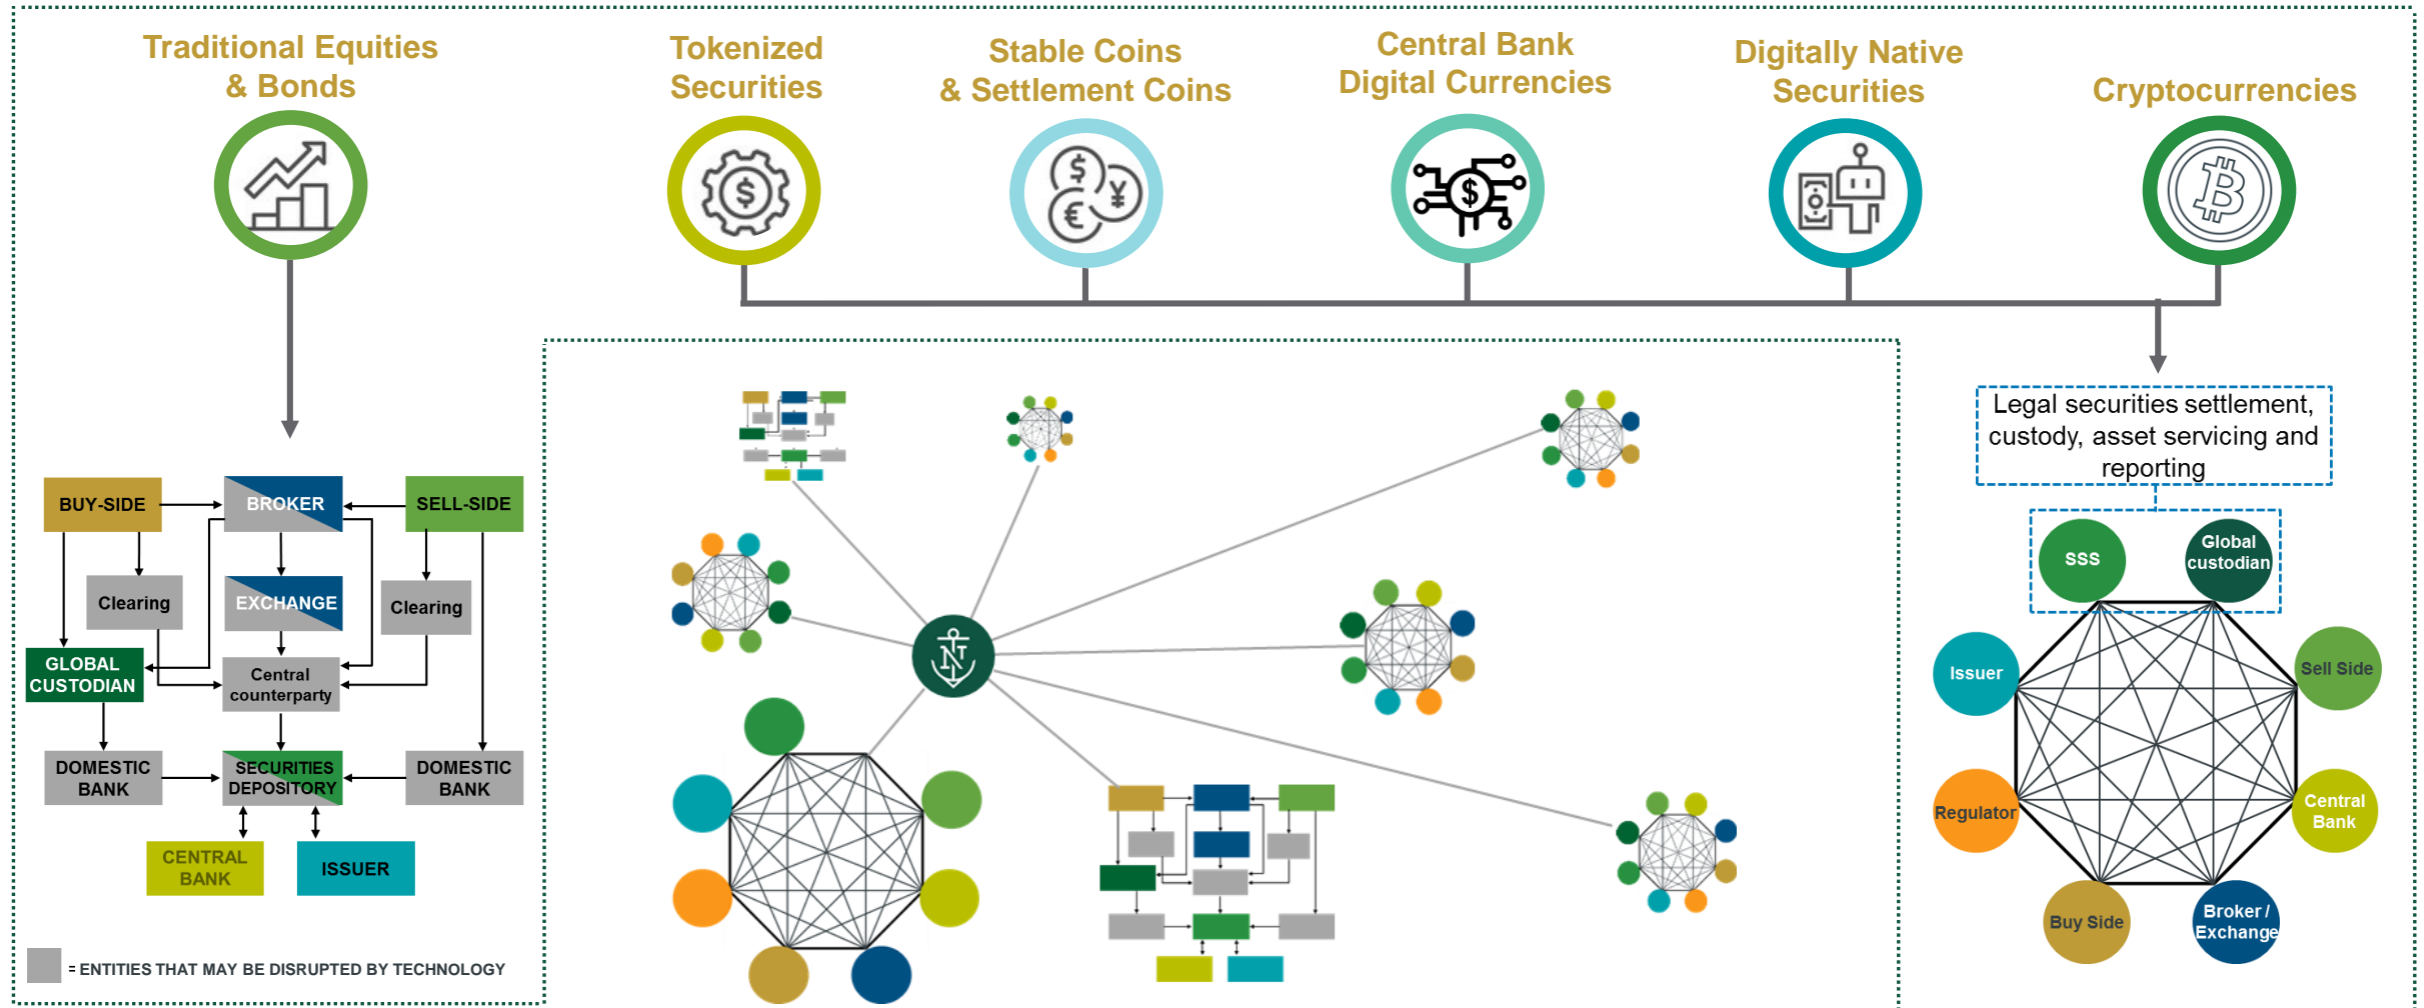 Traditional Equities
& Bonds
Tokenized
Securities
Stable Coins
& Settlement Coins
Central Bank
Digital Currencies
Digitally Native
Securities
Cryptocurrencies
$
$
¥
€
$
BUY-SIDE
BROKER
SELL-SIDE
Clearing
EXCHANGE
Clearing
GLOBAL
CUSTODIAN
Central
counterparty
DOMESTIC
BANK
SECURITIES
DEPOSITORY
DOMESTIC
BANK
CENTRAL
BANK
ISSUER
= ENTITIES THAT MAY BE DISRUPTED BY TECHNOLOGY
NT
Legal securities settlement,
custody, asset servicing and
reporting
SSS
Global
custodian
Issuer
Sell Side
Regulator
Central
Bank
Buy Side
Broker /
Exchange